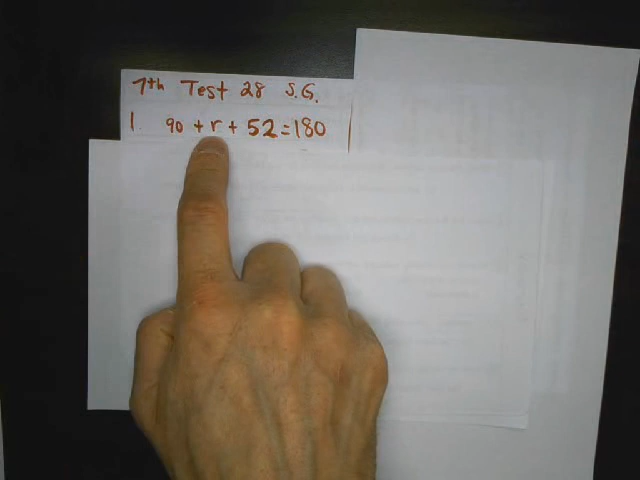 7th Test 28 S.G.
1. 90 + r + 52 = 180